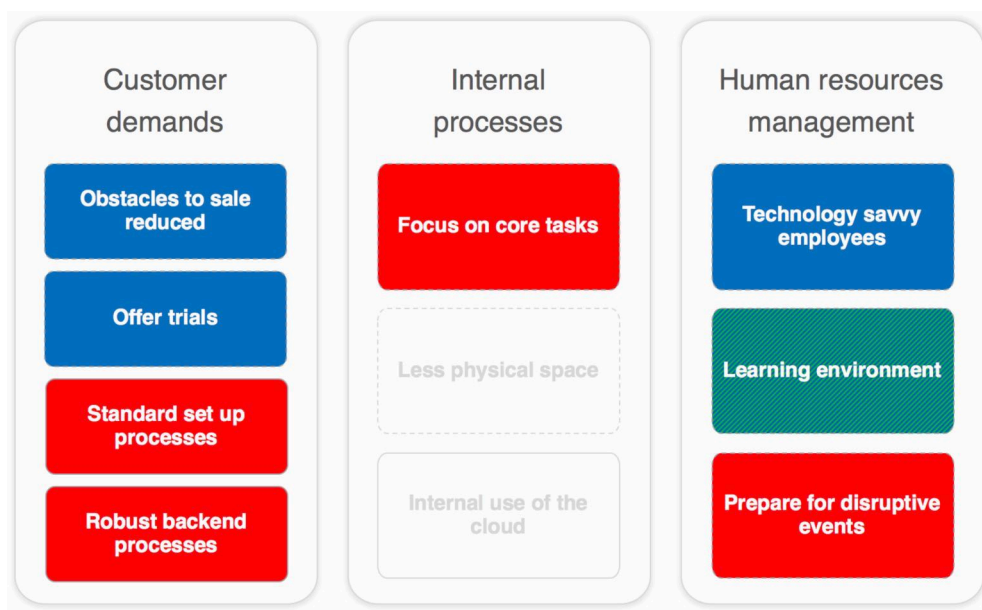 Customer
demands
Obstacles to sale
reduced
Offer trials
Standard set up
processes
Robust backend
processes
Internal
processes
Focus on core tasks
Less physical space
Internal use of the
cloud
Human resources
management
Technology savvy
employees
Learning environment
Prepare for disruptive
events